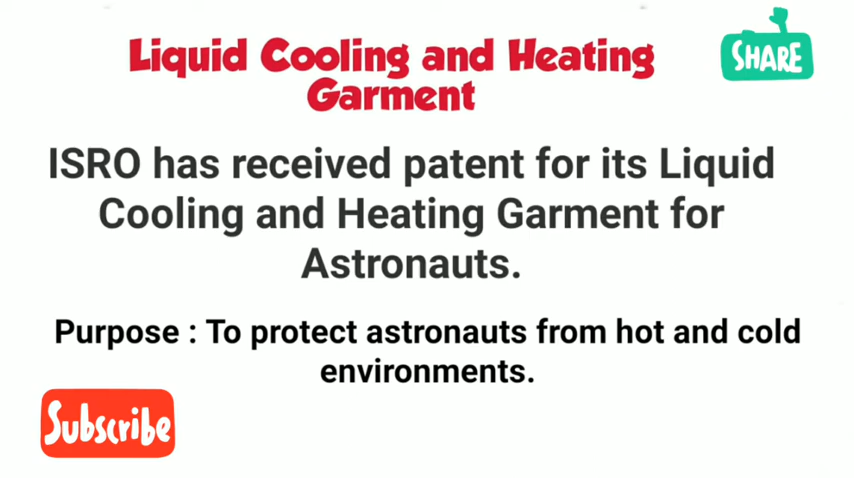 Liquid Cooling and Heating
Garment
SHARE
ISRO has received patent for its Liquid
Cooling and Heating Garment for
Astronauts.
Purpose : To protect astronauts from hot and cold
environments.
Subscribe